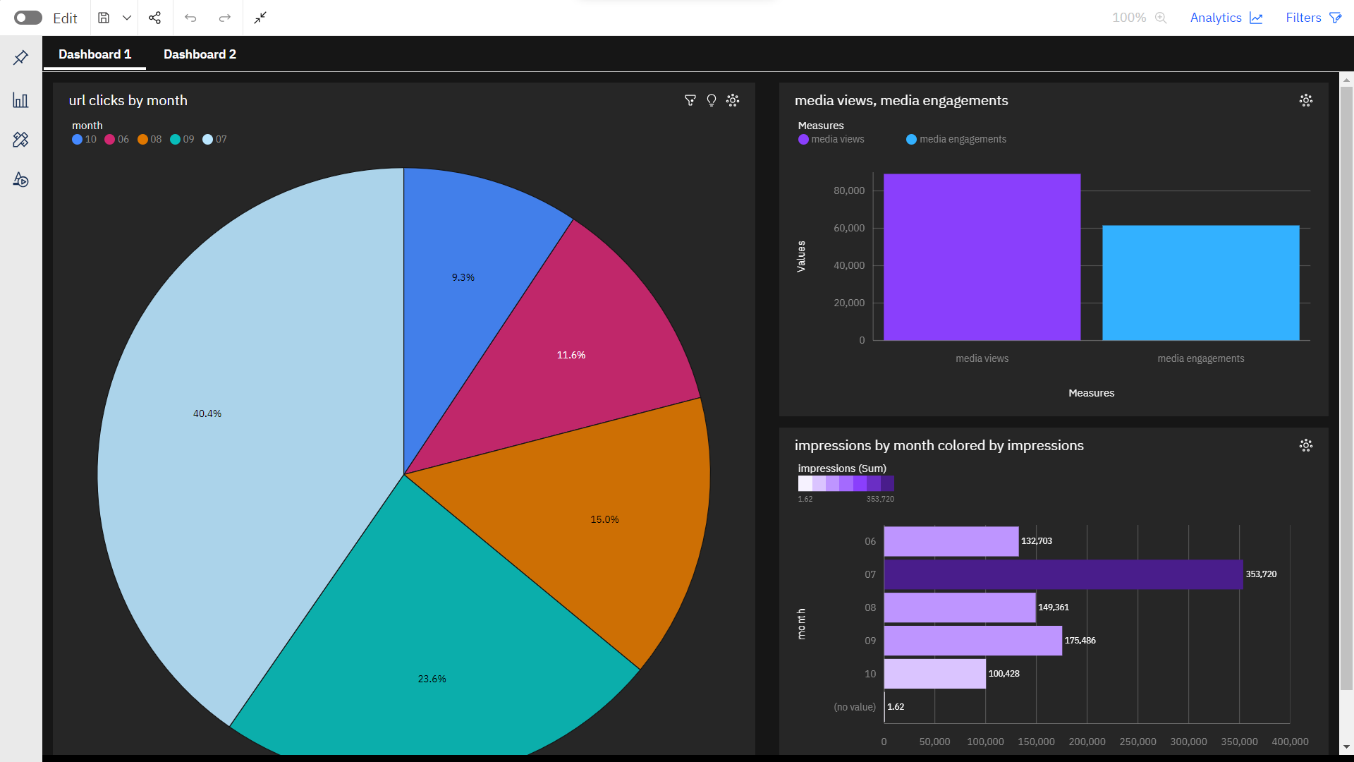 Edit
100%
Analytics
Filters
Dashboard 1
Dashboard 2
url clicks by month
month
10 06 08 09 07
9.3%
11.6%
40.4%
15.0%
23.6%
media views, media engagements
Measures
media views media engagements
Values
80,000
60,000
40,000
20,000
0
media views media engagements
Measures
impressions by month colored by impressions
impressions (Sum)
1.62 353,720
month
06 132,703
07 353,720
08 149,361
09 175,486
10 100,428
(no value) 1.62
0 50,000 100,000 150,000 200,000 250,000 300,000 350,000 400,000